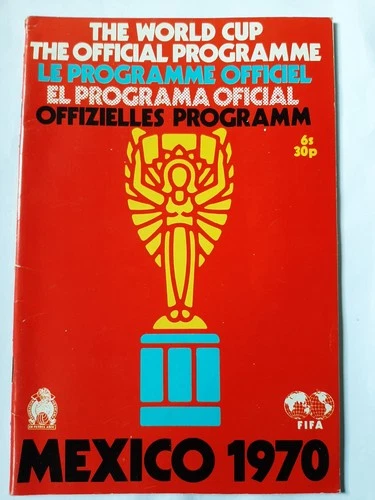 THE WORLD CUP
THE OFFICIAL PROGRAMME
LE PROGRAMME OFFICIEL
EL PROGRAMA OFICIAL
OFFIZIELLES PROGRAMM
6s
30p
FIFA
MEXICO 1970